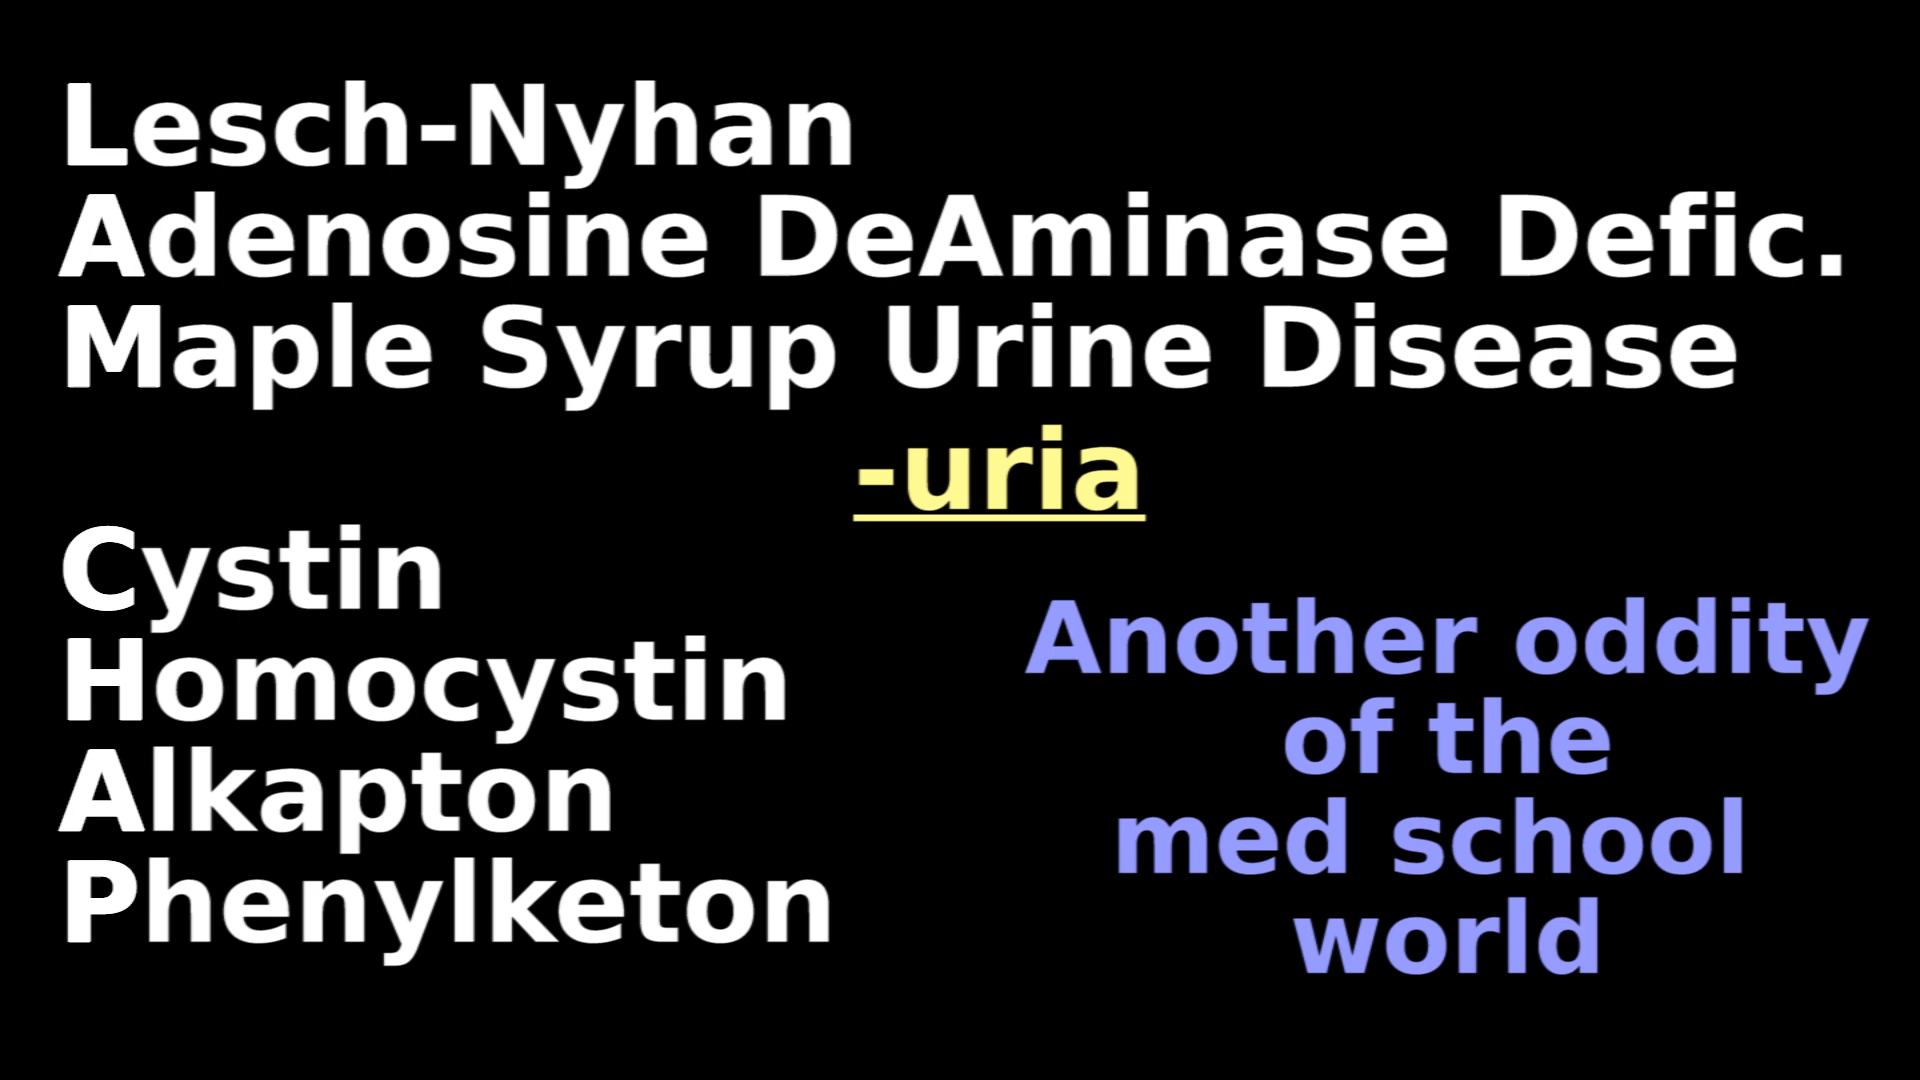 Lesch-Nyhan
Adenosine DeAminase Defic.
Maple Syrup Urine Disease
-uria
Cystin
Homocystin
Alkapton
Phenylketon
Another oddity
of the
med school
world